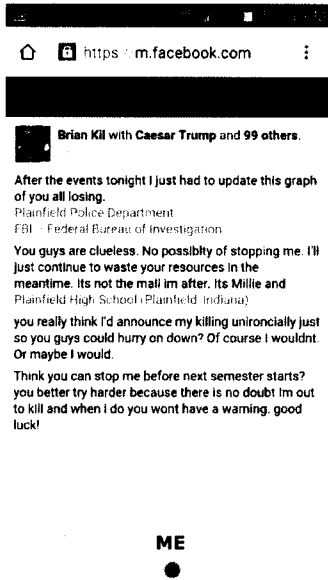 https m.facebook.com
Brian Kil with Caesar Trump and 99 others.
After the events tonight I just had to update this graph
of you all losing.
Plainfield Police Department
FBI - Federal Bureau of Investigation
You guys are clueless. No possiblty of stopping me. I'll
just continue to waste your resources in the
meantime. Its not the mall im after. Its Millie and
Plainfield High School (Plainfield, Indiana)
you really think I'd announce my killing unironcially just
so you guys could hurry on down? Of course I wouldnt.
Or maybe I would.
Think you can stop me before next semester starts?
you better try harder because there is no doubt Im out
to kill and when i do you wont have a warning. good
luck!
ME